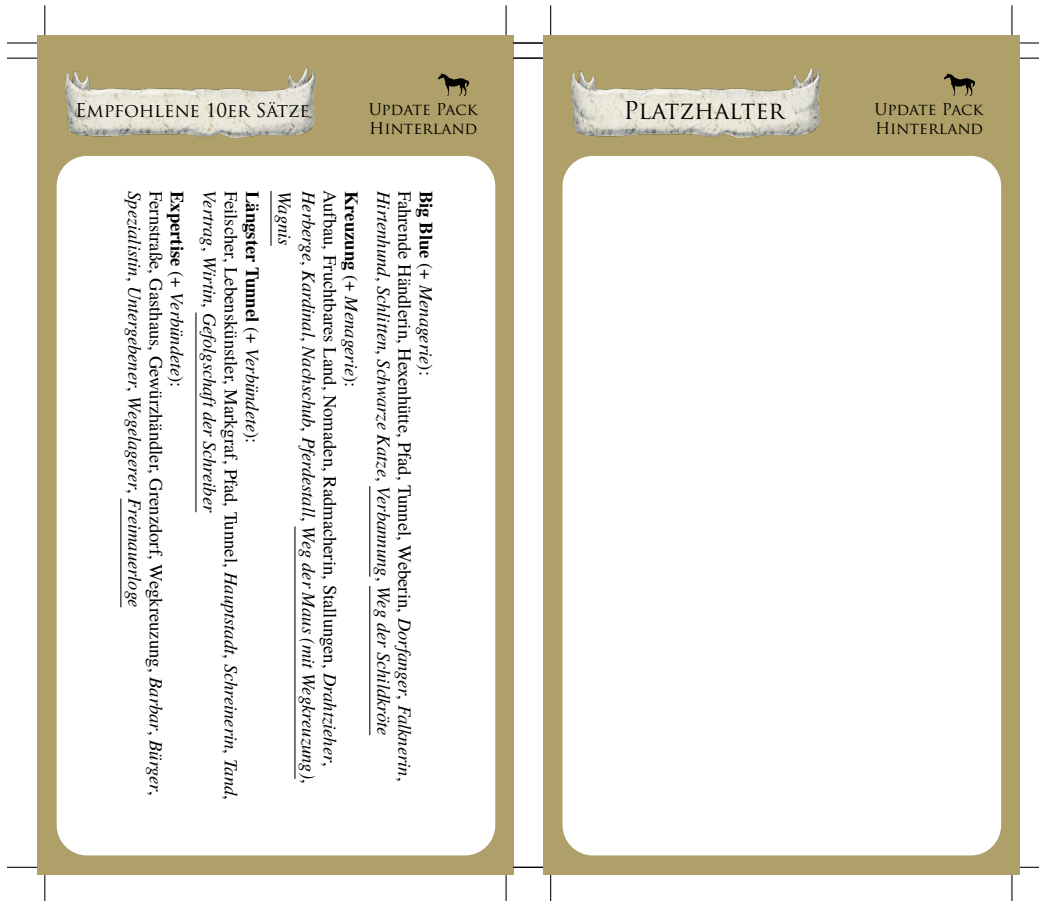 Empfohlene 10er Sätze
Update Pack
Hinterland
Big Blue (+ Menagerie):
Fahrende Händlerin, Hexenhütte, Pfad, Tunnel, Weberin, Dorfanger, Falknerin,
Hirtenhund, Schlitten, Schwarze Katze, Verbannung, Weg der Schildkröte
Kreuzung (+ Menagerie):
Aufbau, Fruchtbares Land, Nomaden, Radmacherin, Stallungen, Drahtzieher,
Herberge, Kardinal, Nachschub, Pferdestall, Weg der Maus (mit Wegkreuzung),
Wagnis
Längster Tunnel (+ Verbündete):
Feilscher, Lebenskünstler, Markgraf, Pfad, Tunnel, Hauptstadt, Schreinerin, Tand,
Vertrag, Wirtin, Gefolgschaft der Schreiber
Expertise (+ Verbündete):
Fernstraße, Gasthaus, Gewürzhändler, Grenzdorf, Wegkreuzung, Barbar, Bürger,
Spezialistin, Untergebener, Wegelagerer, Freimauerloge
Platzhalter
Update Pack
Hinterland